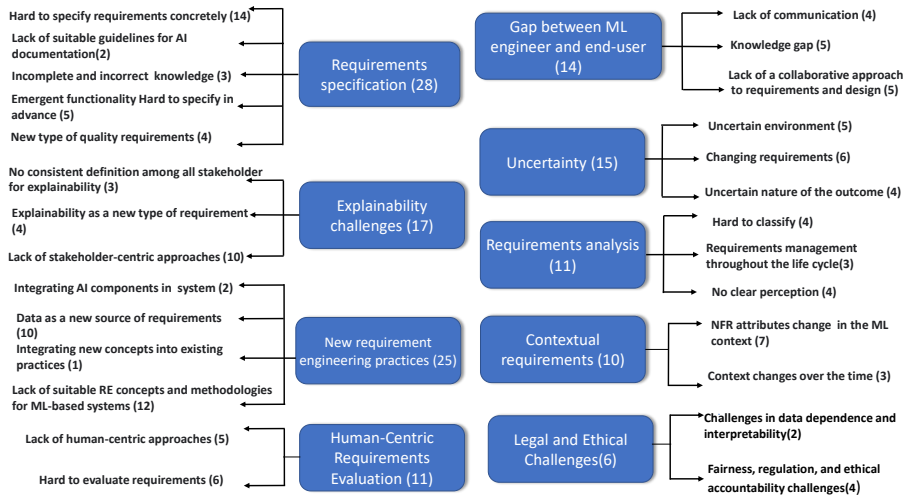 Hard to specify requirements concretely (14)
Lack of suitable guidelines for AI
documentation(2)
Incomplete and incorrect knowledge (3)
Emergent functionality Hard to specify in
advance (5)
New type of quality requirements (4)
Requirements
specification (28)
No consistent definition among all stakeholder
for explainability (3)
Explainability as a new type of requirement
(4)
Lack of stakeholder-centric approaches (10)
Explainability
challenges (17)
Integrating AI components in system (2)
Data as a new source of requirements
(10)
Integrating new concepts into existing
practices (1)
Lack of suitable RE concepts and methodologies
for ML-based systems (12)
New requirement
engineering practices (25)
Lack of human-centric approaches (5)
Hard to evaluate requirements (6)
Human-Centric
Requirements
Evaluation (11)
Gap between ML
engineer and end-user
(14)
Lack of communication (4)
Knowledge gap (5)
Lack of a collaborative approach
to requirements and design (5)
Uncertainty (15)
Uncertain environment (5)
Changing requirements (6)
Uncertain nature of the outcome (4)
Requirements analysis
(11)
Hard to classify (4)
Requirements management
throughout the life cycle(3)
No clear perception (4)
Contextual
requirements (10)
NFR attributes change in the ML
context (7)
Context changes over the time (3)
Legal and Ethical
Challenges(6)
Challenges in data dependence and
interpretability(2)
Fairness, regulation, and ethical
accountability challenges(4)